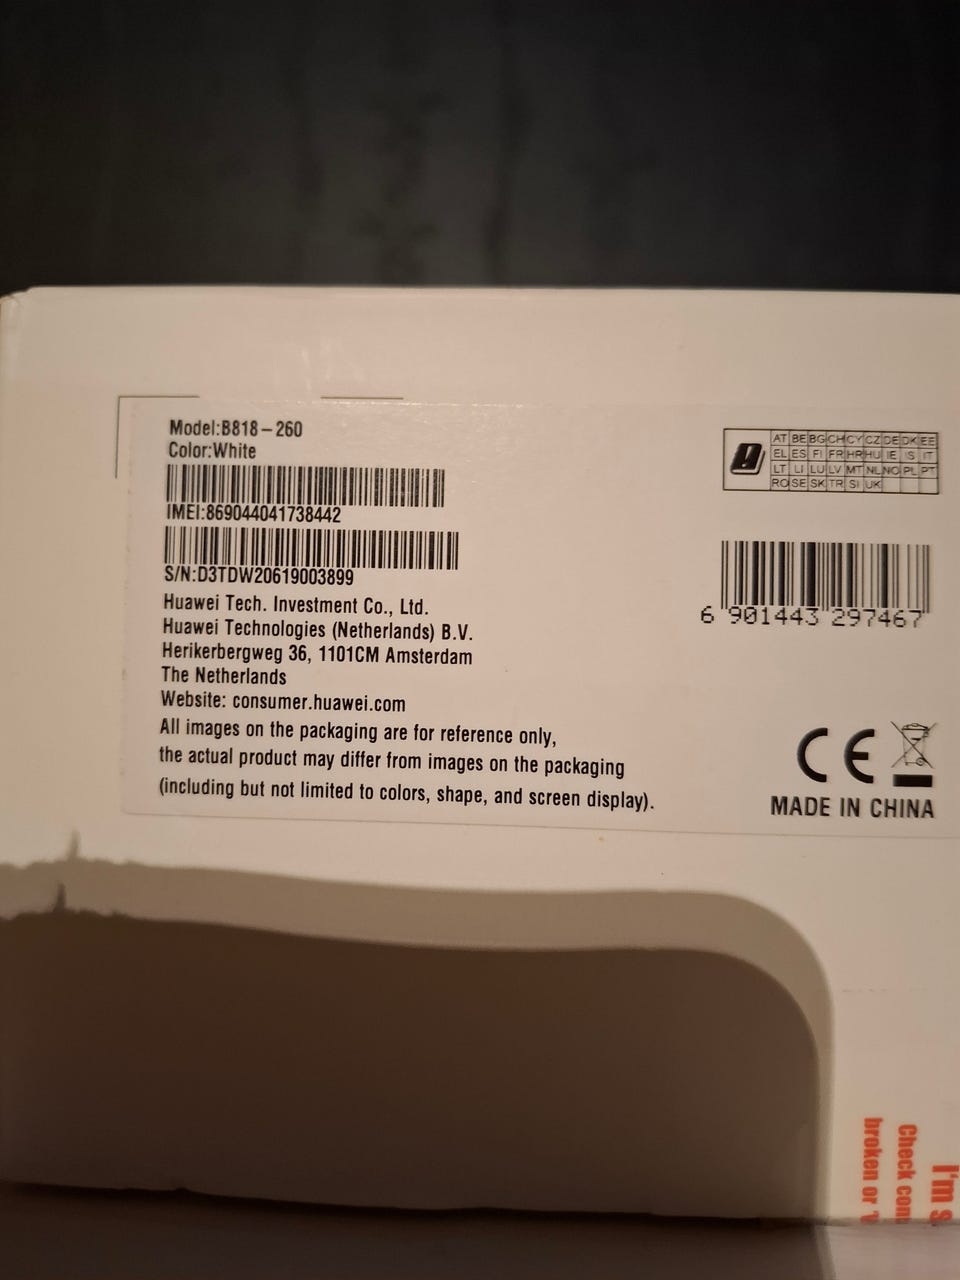 Model:B818-260
Color:White
IMEI:869044041738442
S/N:D3TDW20619003899
Huawei Tech. Investment Co., Ltd.
Huawei Technologies (Netherlands) B.V.
Herikerbergweg 36, 1101CM Amsterdam
The Netherlands
Website: consumer.huawei.com
All images on the packaging are for reference only,
the actual product may differ from images on the packaging
(including but not limited to colors, shape, and screen display).
AT BE BG CH CY CZ DE DK EE
EL ES FI FR HR HU IE IS IT
LT LI LU LV MT NL NO PL PT
RO SE SK TR SI UK
6 901443 297467
CE
MADE IN CHINA
I'm
Check
broken or